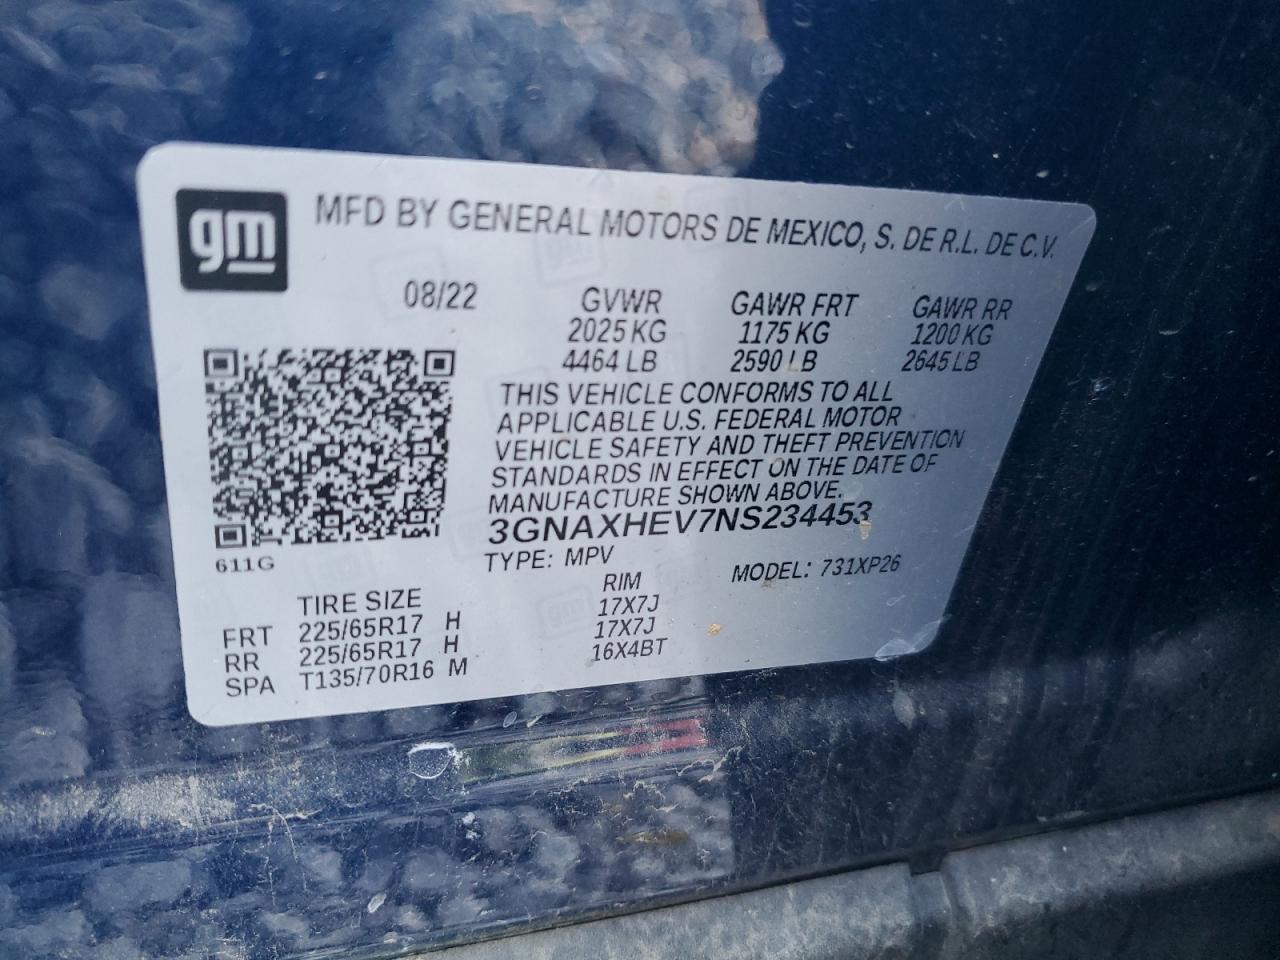 gm
MFD BY GENERAL MOTORS DE MEXICO, S. DE R.L. DE C.V.
08/22 GVWR GAWR FRT GAWR RR
2025 KG 1175 KG 1200 KG
4464 LB 2590 LB 2645 LB
THIS VEHICLE CONFORMS TO ALL
APPLICABLE U.S. FEDERAL MOTOR
VEHICLE SAFETY AND THEFT PREVENTION
STANDARDS IN EFFECT ON THE DATE OF
MANUFACTURE SHOWN ABOVE.
3GNAXHEV7NS234453
611G
TYPE: MPV MODEL: 731XP26
TIRE SIZE RIM
FRT 225/65R17 H 17X7J
RR 225/65R17 H 17X7J
SPA T135/70R16 M 16X4BT